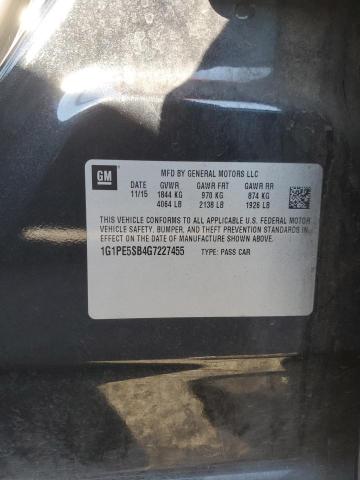 GM
MFD BY GENERAL MOTORS LLC
DATE GVWR GAWR FRT GAWR RR
11/15 1844 KG 970 KG 874 KG
4064 LB 2138 LB 1926 LB
THIS VEHICLE CONFORMS TO ALL APPLICABLE U.S. FEDERAL MOTOR
VEHICLE SAFETY, BUMPER, AND THEFT PREVENTION STANDARDS IN
EFFECT ON THE DATE OF MANUFACTURE SHOWN ABOVE.
1G1PE5SB4G7227455 TYPE: PASS CAR